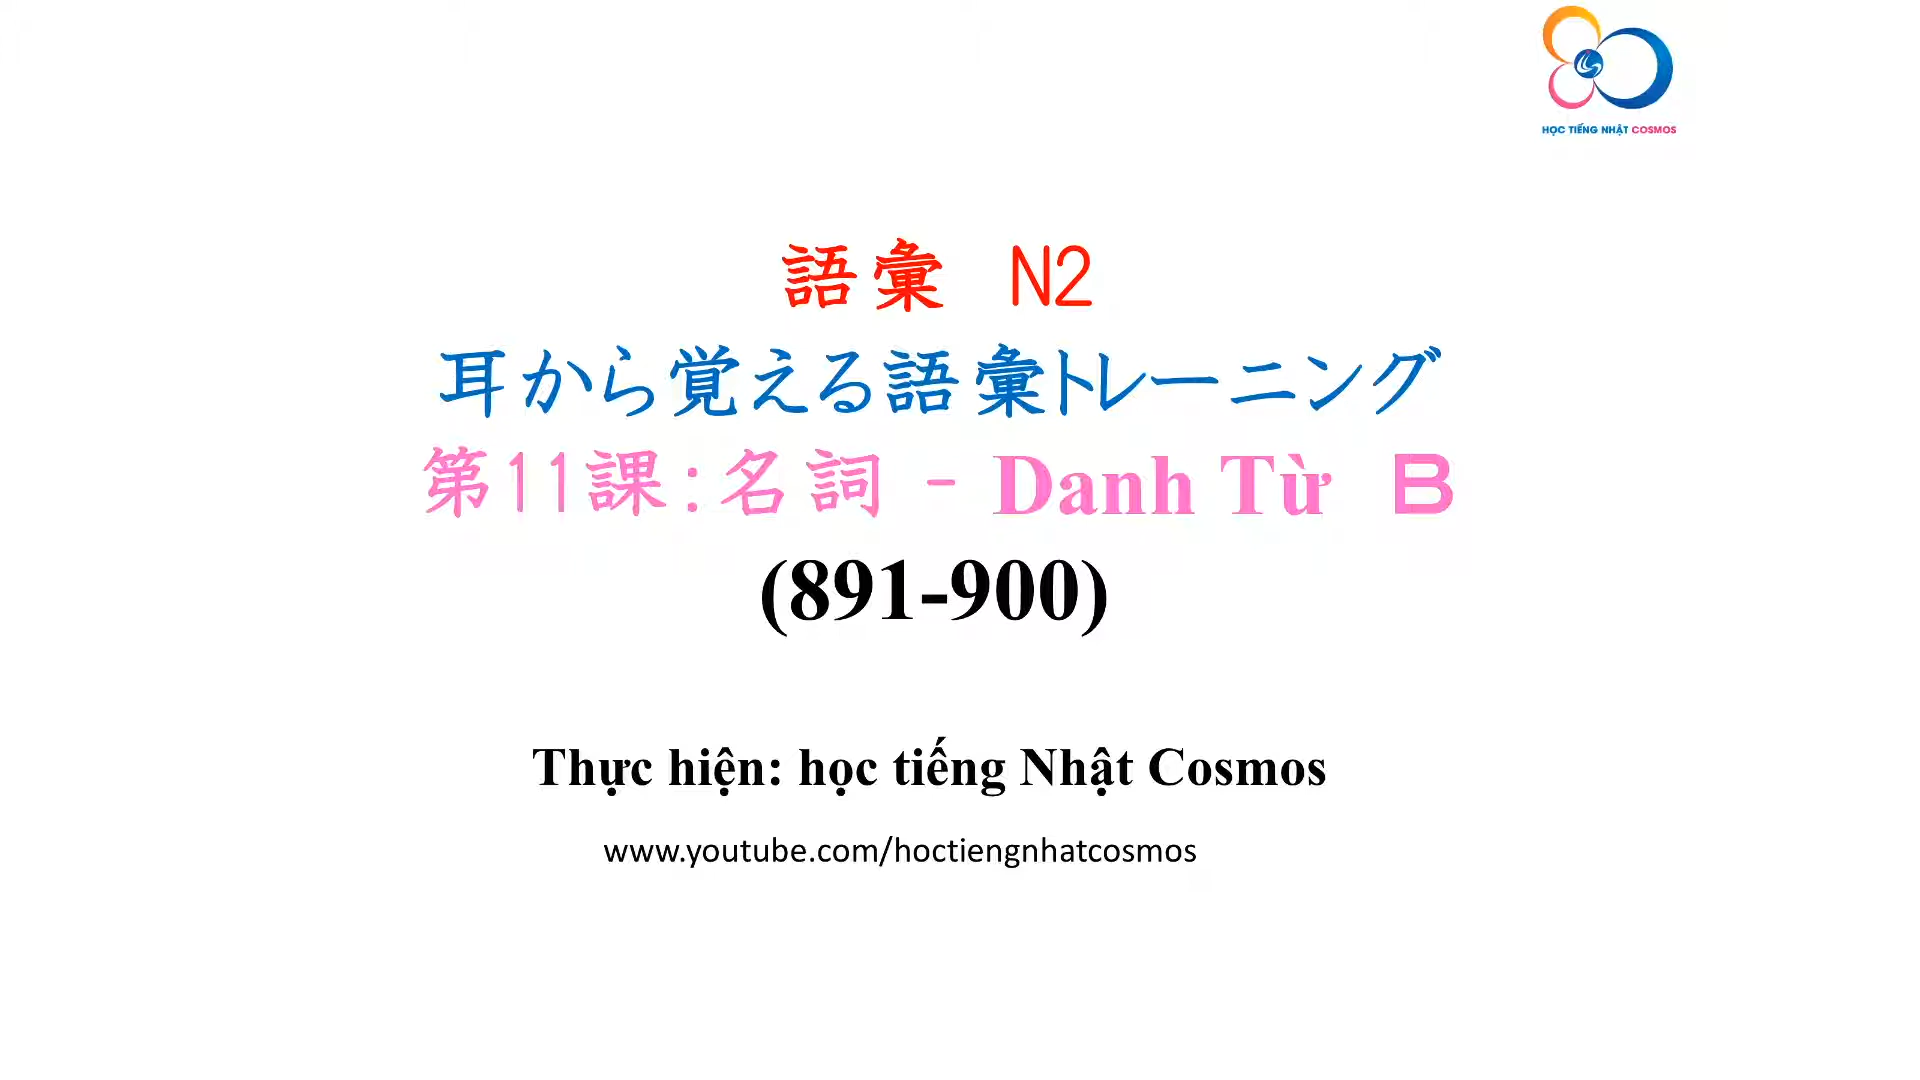 HỌC TIẾNG NHẬT COSMOS
語彙　N2
耳から覚える語彙トレーニング
第11課:名詞 - Danh Từ B
(891-900)
Thực hiện: học tiếng Nhật Cosmos
www.youtube.com/hoctiengnhatcosmos